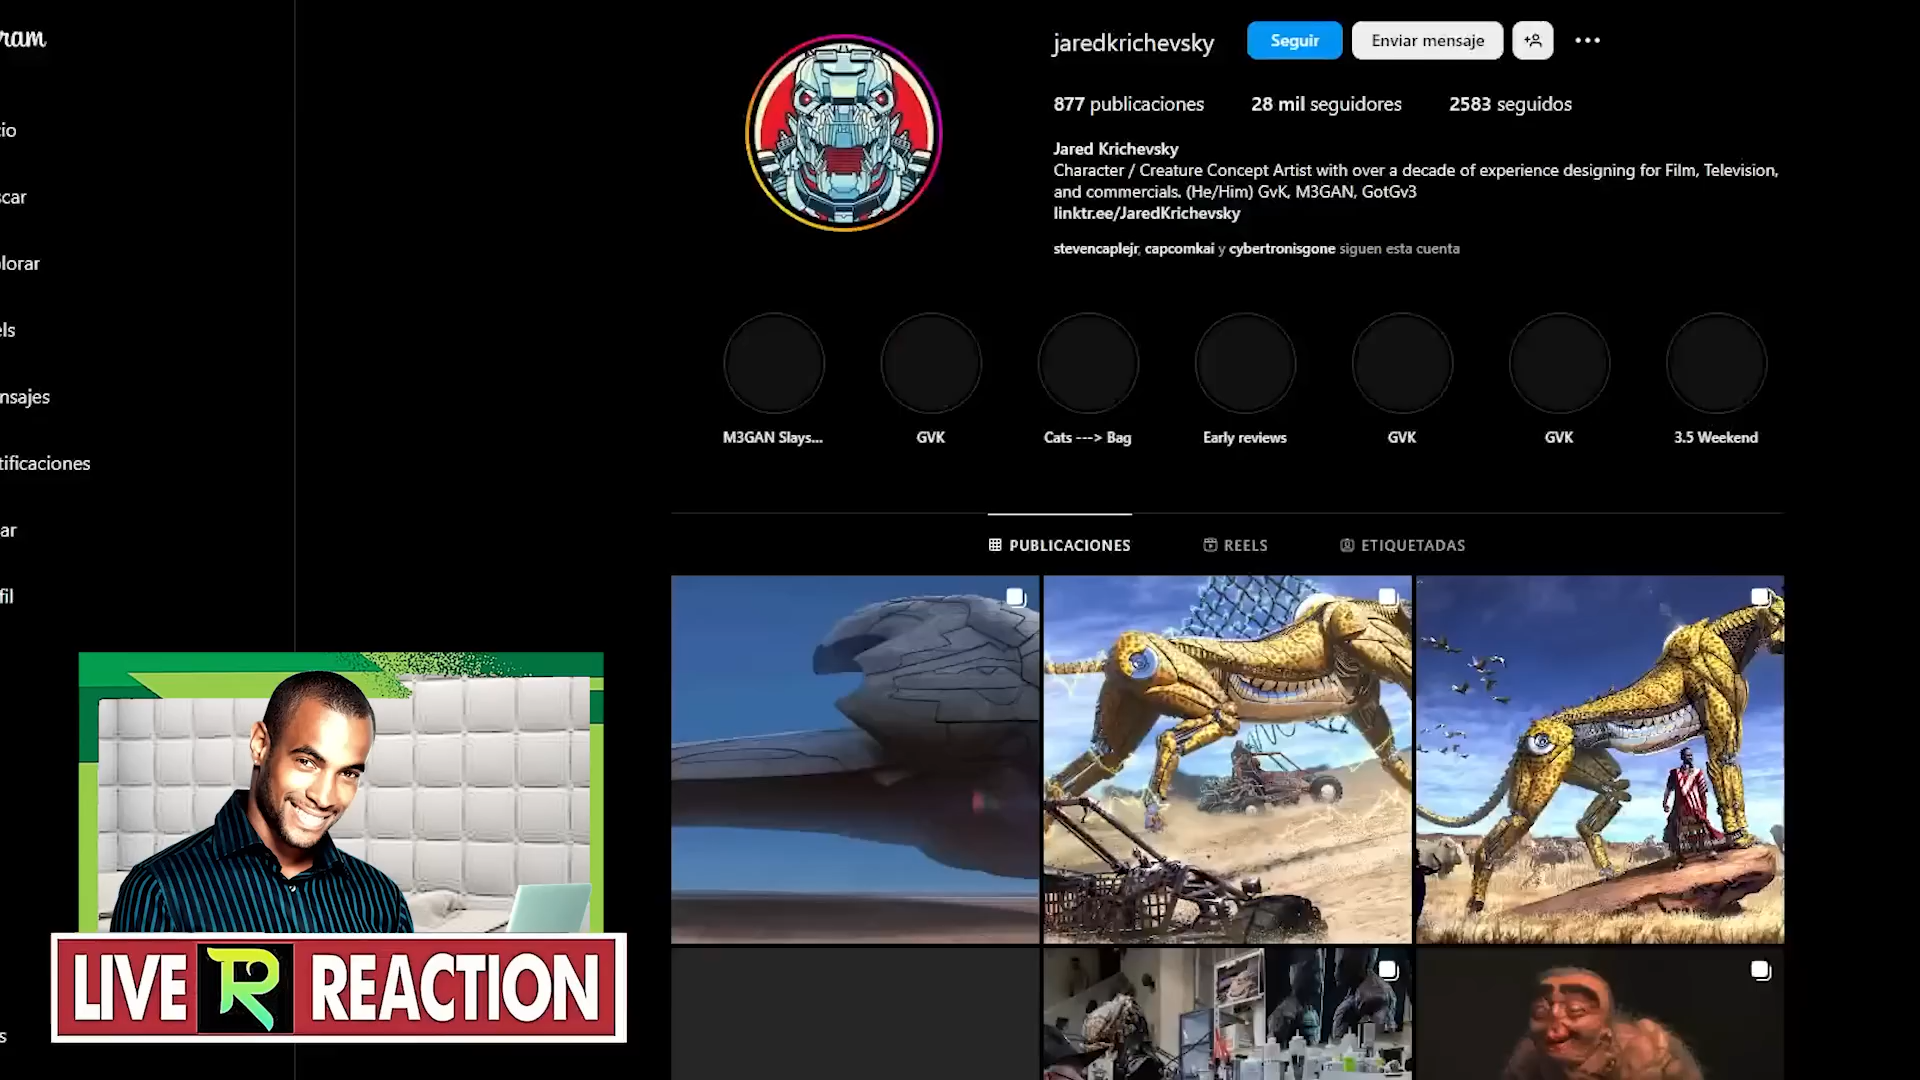 ram
cio
scar
lorar
els
nsajes
tificaciones
ar
fil
s
jaredkrichevsky
Seguir
Enviar mensaje
877 publicaciones
28 mil seguidores
2583 seguidos
Jared Krichevsky
Character / Creature Concept Artist with over a decade of experience designing for Film, Television,
and commercials. (He/Him) GvK, M3GAN, GotGv3
linktr.ee/JaredKrichevsky
stevencaplejr, capcomkai y cybertronisgone siguen esta cuenta
M3GAN Slays...
GVK
Cats ---> Bag
Early reviews
GVK
GVK
3.5 Weekend
PUBLICACIONES
REELS
ETIQUETADAS
LIVE R REACTION